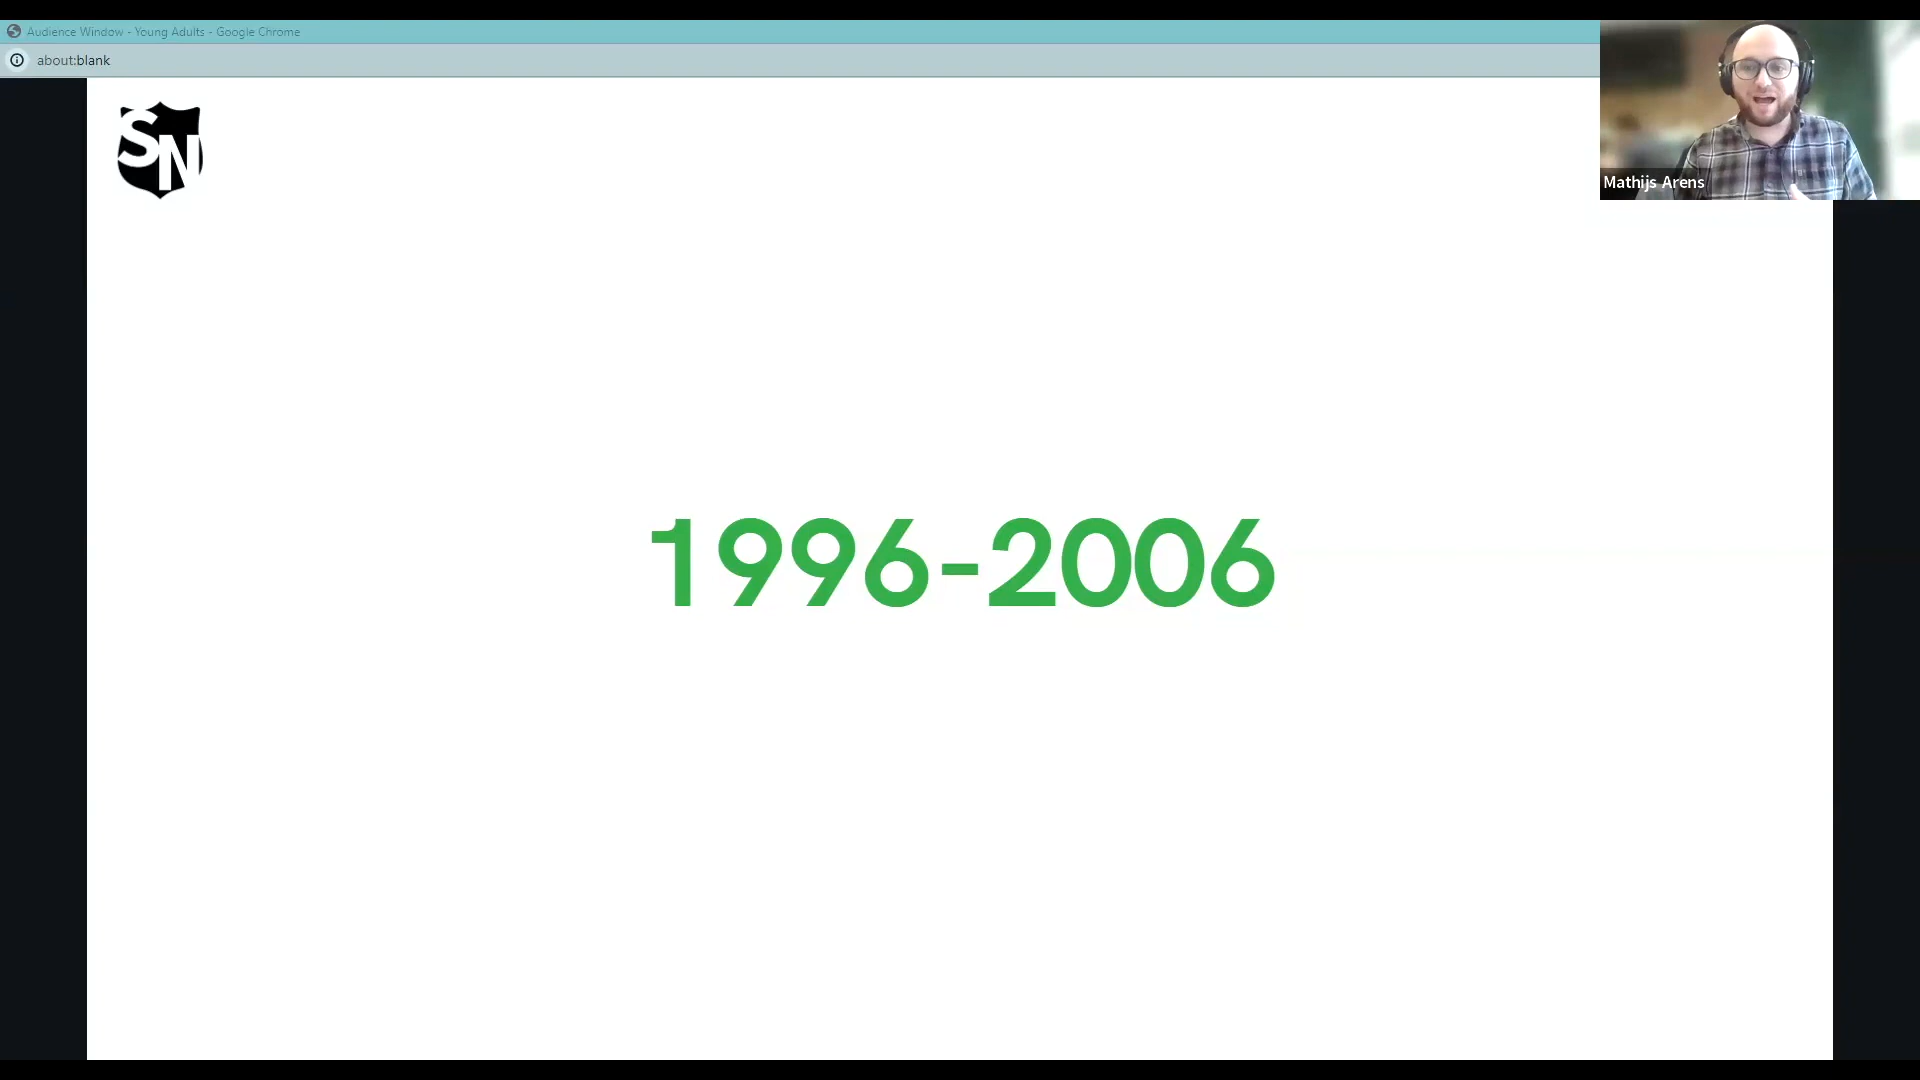 Audience Window - Young Adults - Google Chrome
about:blank
SN
Mathijs Arens
1996-2006